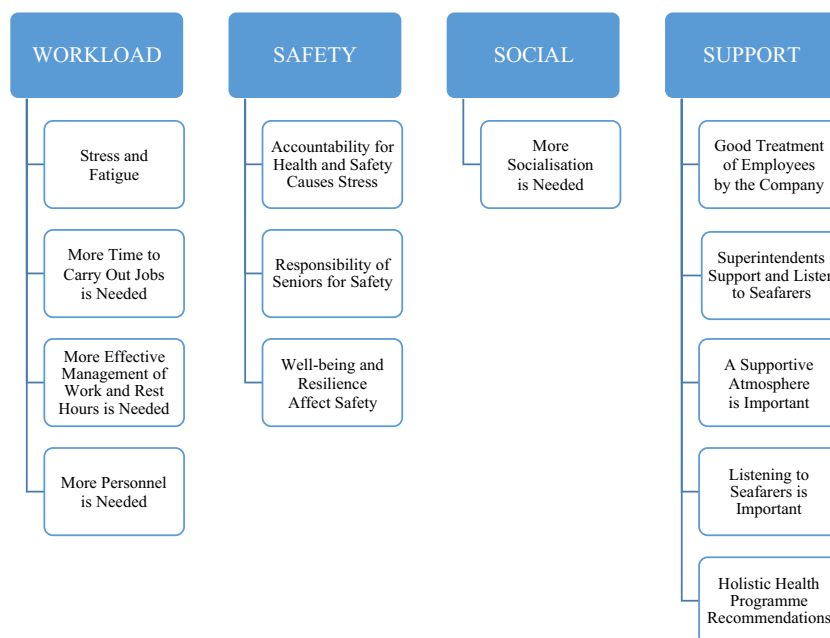 WORKLOAD
Stress and
Fatigue
More Time to
Carry Out Jobs
is Needed
More Effective
Management of
Work and Rest
Hours is Needed
More Personnel
is Needed
SAFETY
Accountability for
Health and Safety
Causes Stress
Responsibility of
Seniors for Safety
Well-being and
Resilience
Affect Safety
SOCIAL
More
Socialisation
is Needed
SUPPORT
Good Treatment
of Employees
by the Company
Superintendents
Support and Listen
to Seafarers
A Supportive
Atmosphere
is Important
Listening to
Seafarers is
Important
Holistic Health
Programme
Recommendations